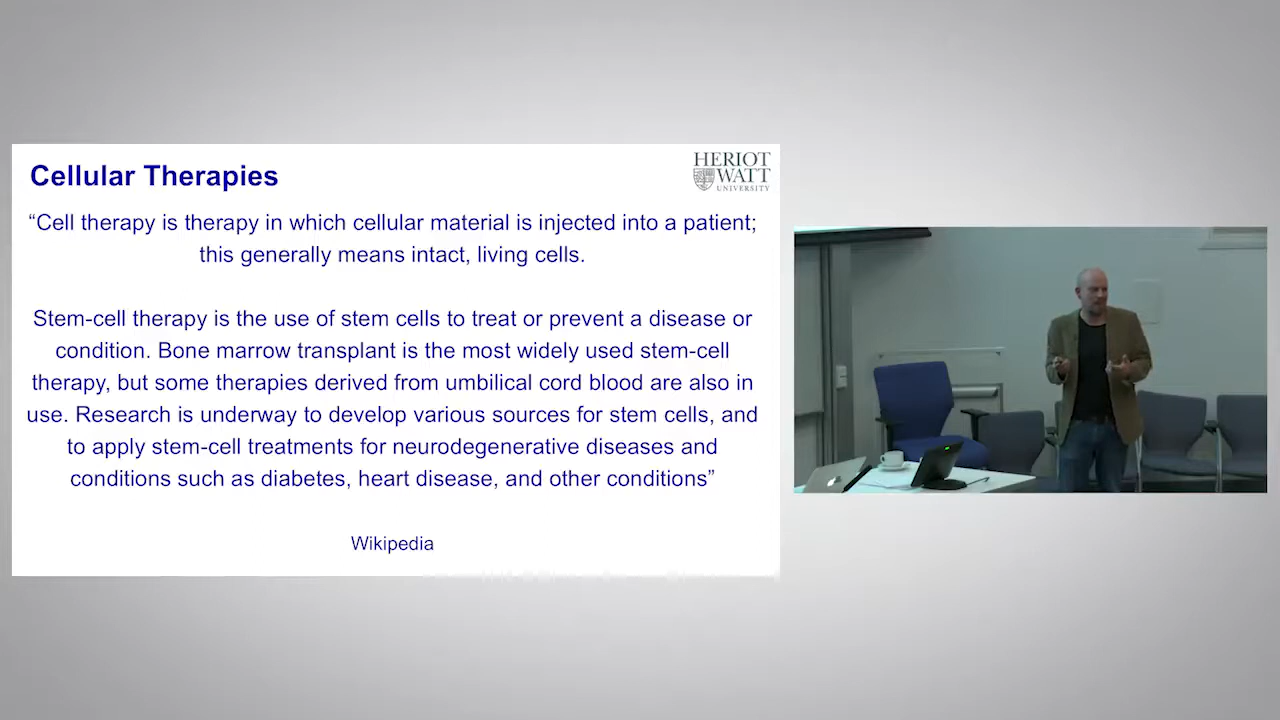 Cellular Therapies
HERIOT
WATT
UNIVERSITY
“Cell therapy is therapy in which cellular material is injected into a patient;
this generally means intact, living cells.
Stem-cell therapy is the use of stem cells to treat or prevent a disease or
condition. Bone marrow transplant is the most widely used stem-cell
therapy, but some therapies derived from umbilical cord blood are also in
use. Research is underway to develop various sources for stem cells, and
to apply stem-cell treatments for neurodegenerative diseases and
conditions such as diabetes, heart disease, and other conditions”
Wikipedia